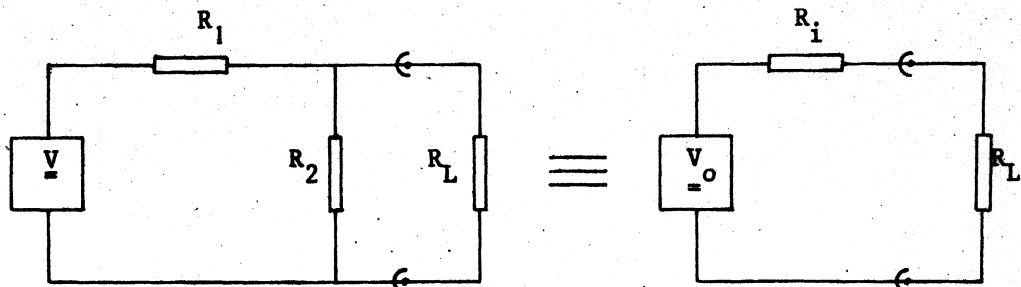 R1
Ri
V
=
R2
RL
≡
Vo
=
RL